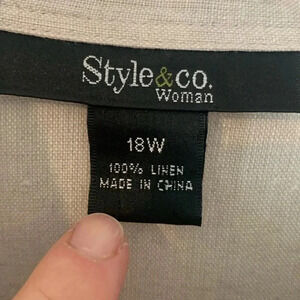 Style&co.
Woman
18W
100% LINEN
MADE IN CHINA